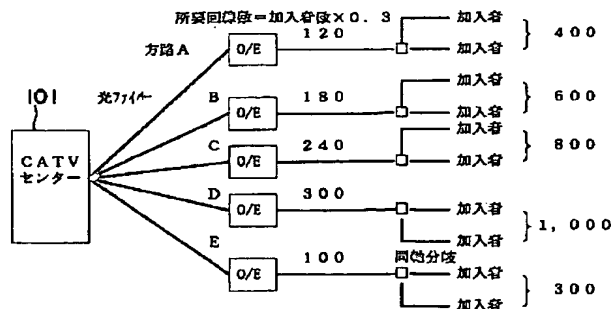 所要回線数=加入者数×0.3
方路A
光ファイバー
101
CATV
センター
O/E
120
加入者
加入者
400
B
O/E
180
加入者
加入者
600
C
O/E
240
加入者
加入者
800
D
O/E
300
加入者
加入者
1,000
E
O/E
100
同軸分岐
加入者
加入者
300